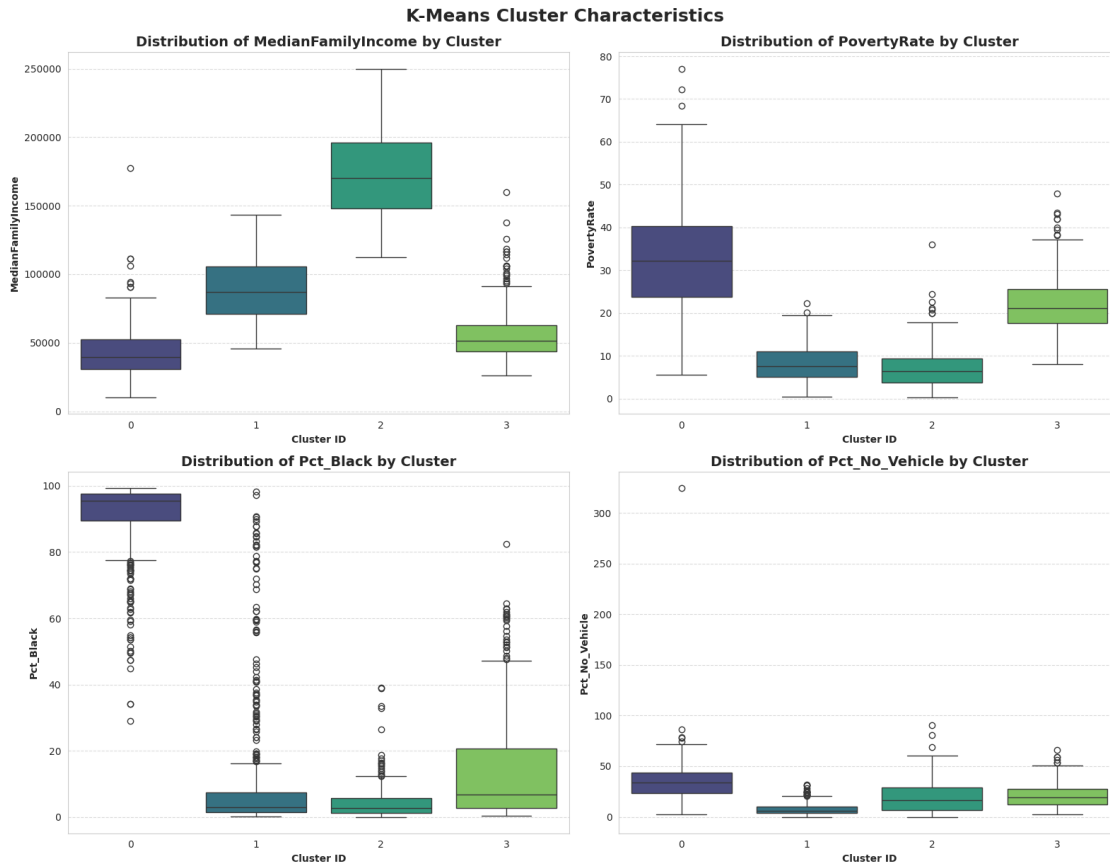 K-Means Cluster Characteristics
Distribution of MedianFamilyIncome by Cluster
250000
200000
150000
100000
50000
0
MedianFamilyIncome
0 1 2 3
Cluster ID
Distribution of PovertyRate by Cluster
80
70
60
50
40
30
20
10
0
PovertyRate
0 1 2 3
Cluster ID
Distribution of Pct_Black by Cluster
100
80
60
40
20
0
Pct_Black
0 1 2 3
Cluster ID
Distribution of Pct_No_Vehicle by Cluster
300
250
200
150
100
50
0
Pct_No_Vehicle
0 1 2 3
Cluster ID